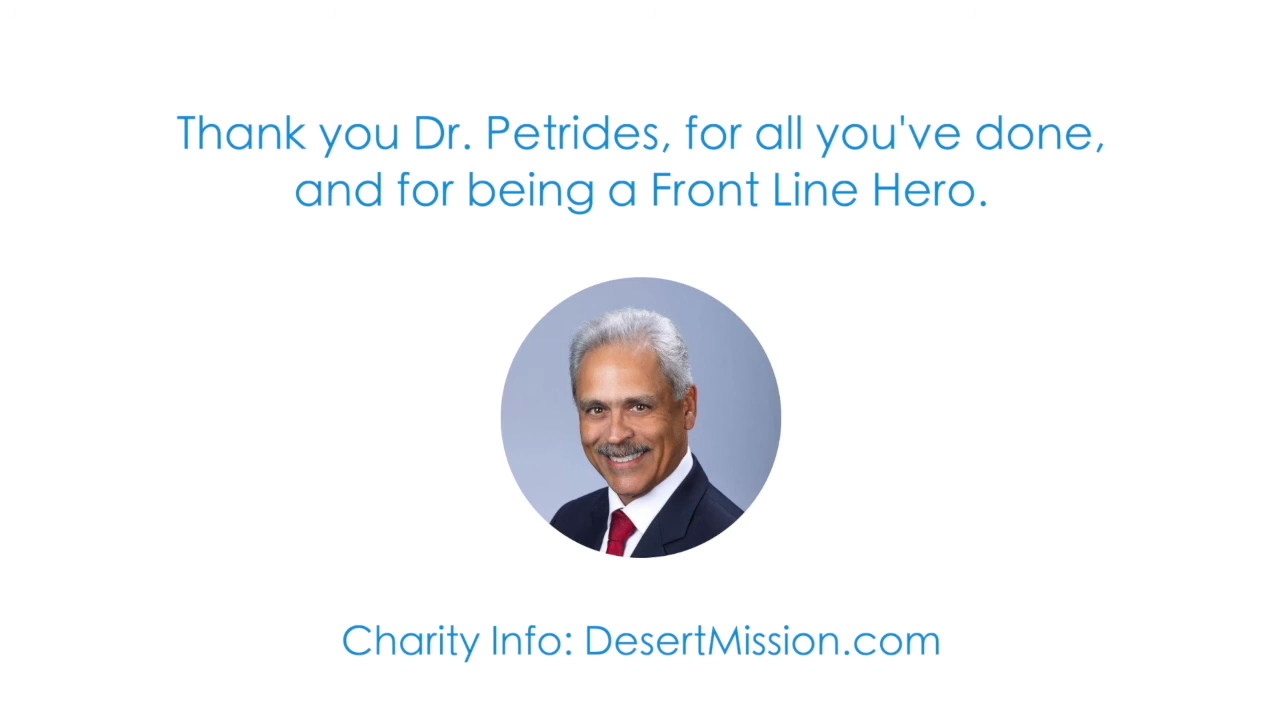 Thank you Dr. Petrides, for all you've done,
and for being a Front Line Hero.
Charity Info: DesertMission.com